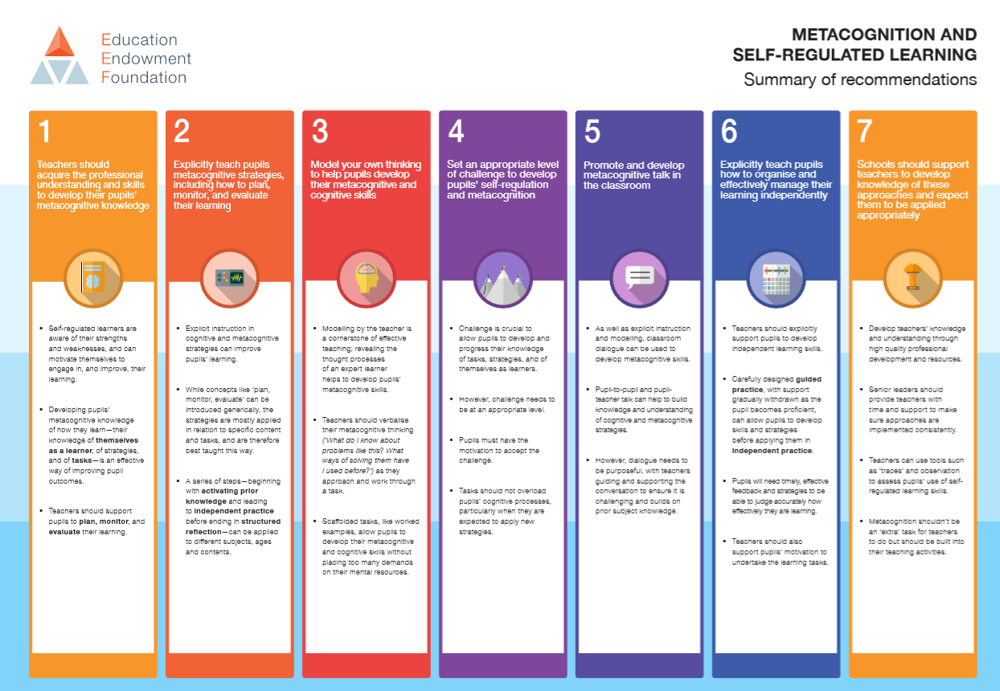 Education
Endowment
Foundation
METACOGNITION AND
SELF-REGULATED LEARNING
Summary of recommendations
1
Teachers should
acquire the professional
understanding and skills
to develop their pupils'
metacognitive knowledge
• Self-regulated learners are
aware of their strengths
and weaknesses, and can
motivate themselves to
engage in, and improve, their
learning.
• Developing pupils'
metacognitive knowledge
of how they learn—their
knowledge of themselves
as a learner, of strategies,
and of tasks—is an effective
way of improving pupil
outcomes.
• Teachers should support
pupils to plan, monitor, and
evaluate their learning.
2
Explicitly teach pupils
metacognitive strategies,
including how to plan,
monitor, and evaluate
their learning
• Explicit instruction in
cognitive and metacognitive
strategies can improve
pupils' learning.
• While concepts like 'plan,
monitor, evaluate' can be
introduced generically, the
strategies are mostly applied
in relation to specific content
and tasks, and are therefore
best taught this way.
• A series of steps—beginning
with activating prior
knowledge and leading
to independent practice
before ending in structured
reflection—can be applied
to different subjects, ages
and contents.
3
Model your own thinking
to help pupils develop
their metacognitive and
cognitive skills
• Modelling by the teacher is
a cornerstone of effective
teaching; revealing the
thought processes
of an expert learner
helps to develop pupils'
metacognitive skills.
• Teachers should verbalise
their metacognitive thinking
('What do I know about
problems like this? What
ways of solving them have
I used before?') as they
approach and work through
a task.
• Scaffolded tasks, like worked
examples, allow pupils to
develop their metacognitive
and cognitive skills without
placing too many demands
on their mental resources.
4
Set an appropriate level
of challenge to develop
pupils' self-regulation
and metacognition
• Challenge is crucial to
allow pupils to develop and
progress their knowledge
of tasks, strategies, and of
themselves as learners.
• However, challenge needs to
be at an appropriate level.
• Pupils must have the
motivation to accept the
challenge.
• Tasks should not overload
pupils' cognitive processes,
particularly when they are
expected to apply new
strategies.
5
Promote and develop
metacognitive talk in
the classroom
• As well as explicit instruction
and modelling, classroom
dialogue can be used to
develop metacognitive skills.
• Pupil-to-pupil and pupil-
teacher talk can help to build
knowledge and understanding
of cognitive and metacognitive
strategies.
• However, dialogue needs to
be purposeful, with teachers
guiding and supporting the
conversation to ensure it is
challenging and builds on
prior subject knowledge.
6
Explicitly teach pupils
how to organise and
effectively manage their
learning independently
• Teachers should explicitly
support pupils to develop
independent learning skills.
• Carefully designed guided
practice, with support
gradually withdrawn as the
pupil becomes proficient,
can allow pupils to develop
skills and strategies
before applying them in
independent practice.
• Pupils will need timely, effective
feedback and strategies to be
able to judge accurately how
effectively they are learning.
• Teachers should also
support pupils' motivation to
undertake the learning tasks.
7
Schools should support
teachers to develop
knowledge of these
approaches and expect
them to be applied
appropriately
• Develop teachers' knowledge
and understanding through
high quality professional
development and resources.
• Senior leaders should
provide teachers with
time and support to make
sure approaches are
implemented consistently.
• Teachers can use tools such
as 'traces' and observation
to assess pupils' use of self-
regulated learning skills.
• Metacognition shouldn't be
an 'extra' task for teachers
to do but should be built into
their teaching activities.